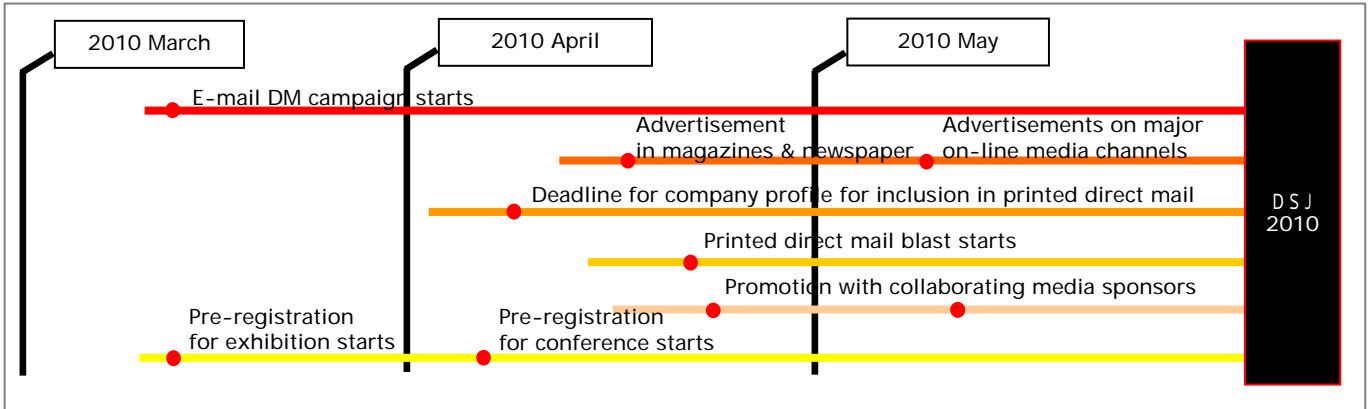 2010 March
2010 April
2010 May
E-mail DM campaign starts
Advertisement
in magazines & newspaper
Advertisements on major
on-line media channels
Deadline for company profile for inclusion in printed direct mail
DSJ
2010
Printed direct mail blast starts
Promotion with collaborating media sponsors
Pre-registration
for exhibition starts
Pre-registration
for conference starts